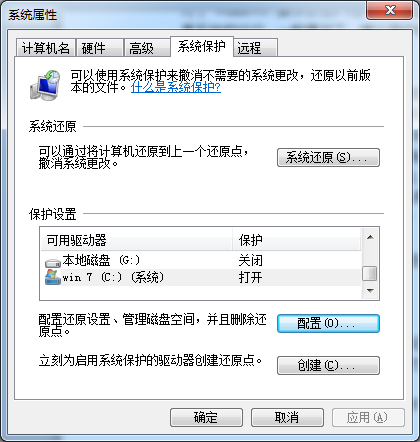 系统属性
计算机名 硬件 高级 系统保护 远程
可以使用系统保护来撤消不需要的系统更改，还原以前版
本的文件。什么是系统保护?
系统还原
可以通过将计算机还原到上一个还原点，
撤消系统更改。
系统还原(S)...
保护设置
可用驱动器 保护
本地磁盘 (G:) 关闭
win 7 (C:) (系统) 打开
配置还原设置、管理磁盘空间，并且删除还
原点。
配置(O)...
立刻为启用系统保护的驱动器创建还原点。
创建(C)...
确定 取消 应用(A)